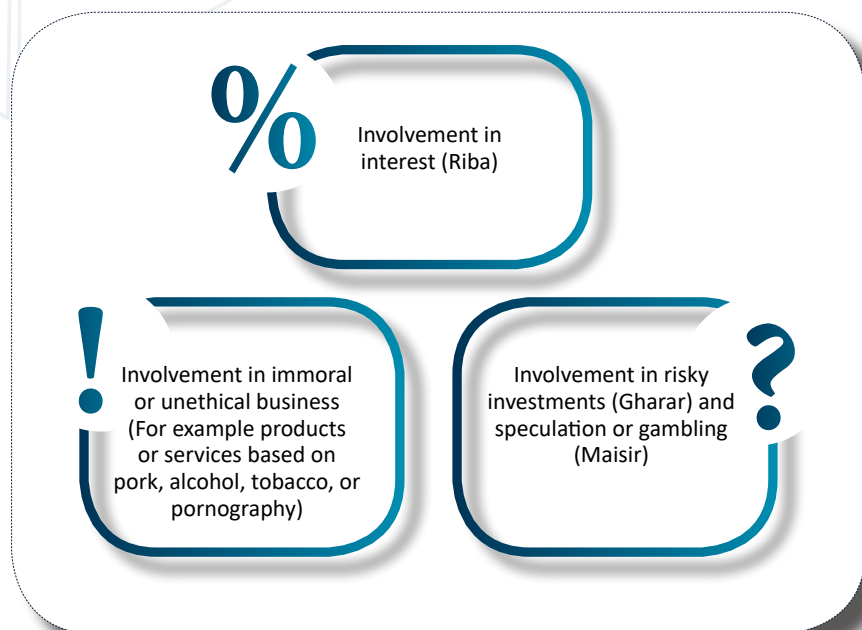 %
Involvement in
interest (Riba)
!
Involvement in immoral
or unethical business
(For example products
or services based on
pork, alcohol, tobacco, or
pornography)
?
Involvement in risky
investments (Gharar) and
speculation or gambling
(Maisir)